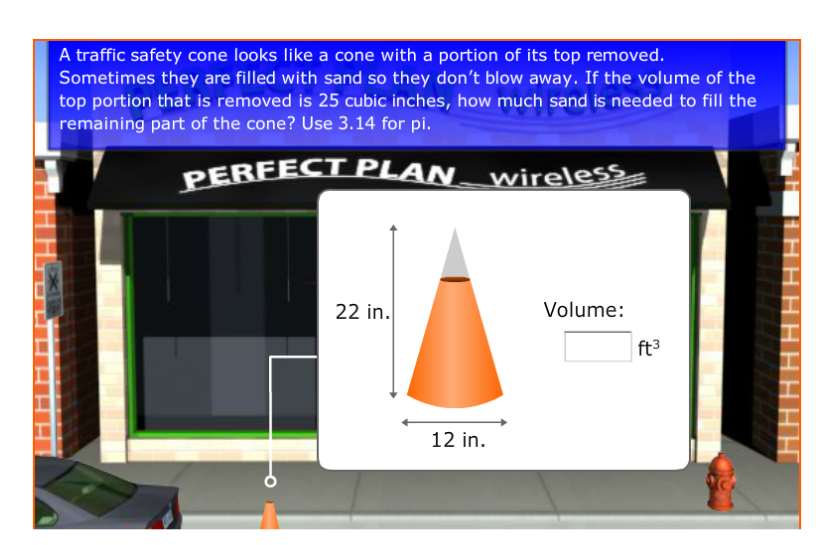 A traffic safety cone looks like a cone with a portion of its top removed.
Sometimes they are filled with sand so they don't blow away. If the volume of the
top portion that is removed is 25 cubic inches, how much sand is needed to fill the
remaining part of the cone? Use 3.14 for pi.
PERFECT PLAN wireless
22 in.
Volume:
ft³
12 in.